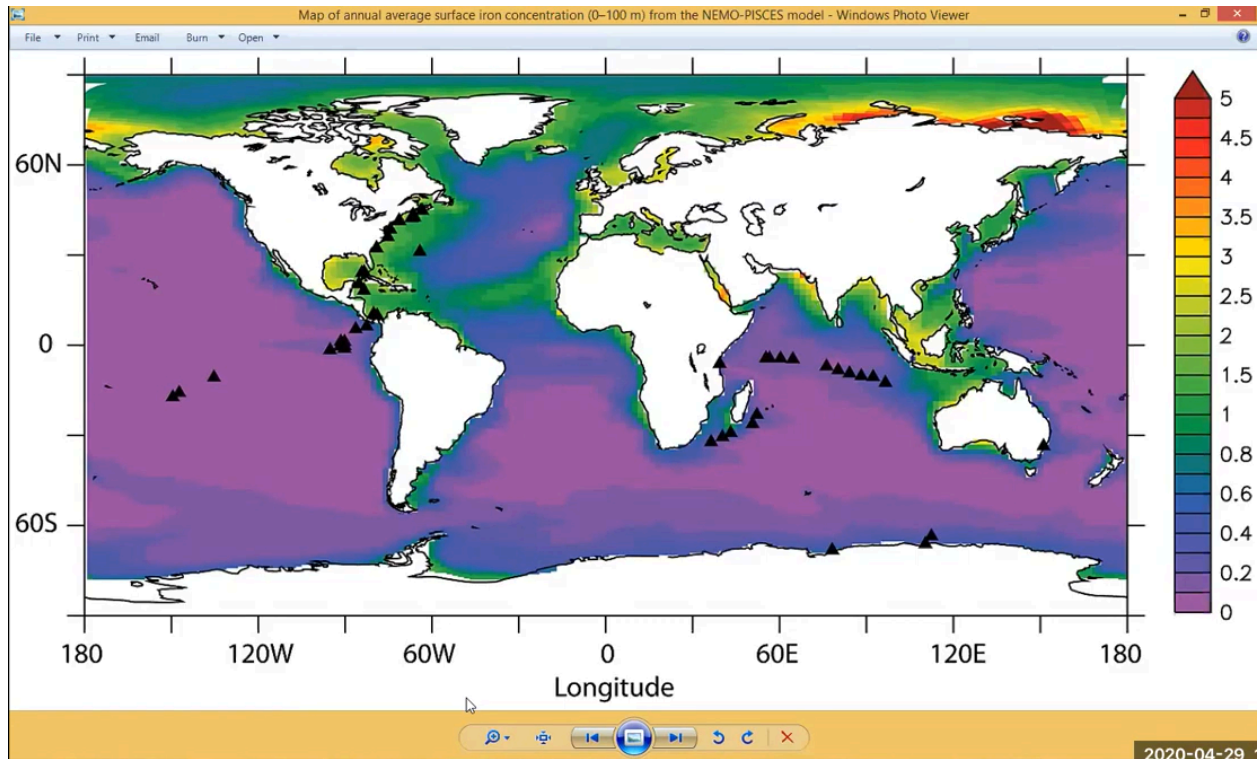 Map of annual average surface iron concentration (0–100 m) from the NEMO-PISCES model - Windows Photo Viewer
File Print Email Burn Open
5
4.5
4
3.5
3
2.5
2
1.5
1
0.8
0.6
0.4
0.2
0
60N
0
60S
180 120W 60W 0 60E 120E 180
Longitude
2020-04-29